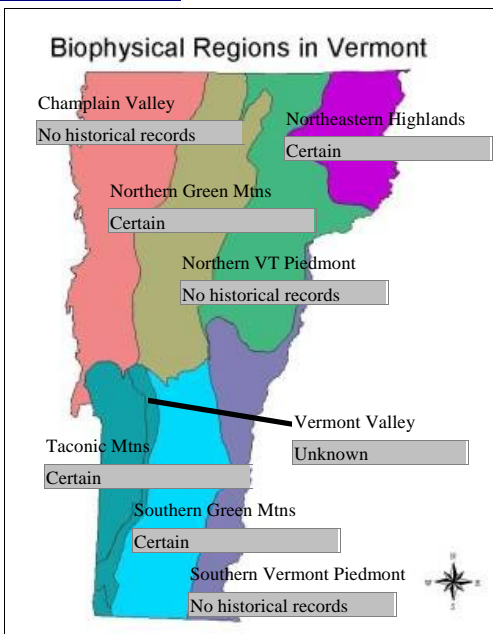 Biophysical Regions in Vermont
Champlain Valley
No historical records
Northeastern Highlands
Certain
Northern Green Mtns
Certain
Northern VT Piedmont
No historical records
Vermont Valley
Unknown
Taconic Mtns
Certain
Southern Green Mtns
Certain
Southern Vermont Piedmont
No historical records
N
W E
S